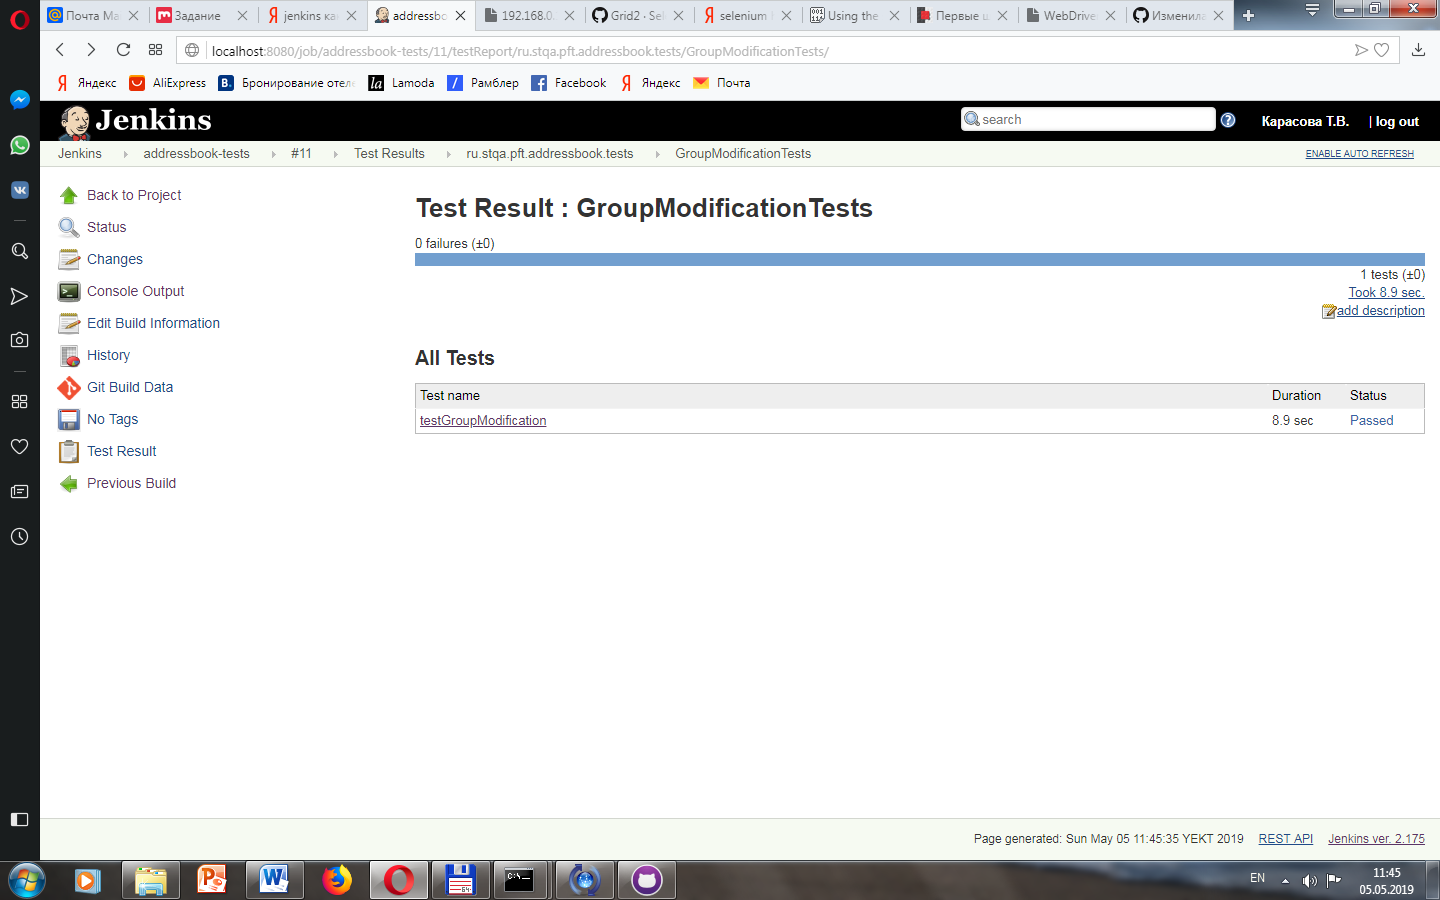 Почта Ма
Задание
jenkins ка
addressbo
192.168.0.
Grid2 · Se
selenium
Using the
Первые ш
WebDrive
Изменила
localhost:8080/job/addressbook-tests/11/testReport/ru.stqa.pft.addressbook.tests/GroupModificationTests/
Яндекс
AliExpress
Бронирование отеле
Lamoda
Рамблер
Facebook
Яндекс
Почта
Jenkins
search
Карасова Т.В.
| log out
Jenkins
addressbook-tests
#11
Test Results
ru.stqa.pft.addressbook.tests
GroupModificationTests
ENABLE AUTO REFRESH
Back to Project
Status
Changes
Console Output
Edit Build Information
History
Git Build Data
No Tags
Test Result
Previous Build
Test Result : GroupModificationTests
0 failures (±0)
1 tests (±0)
Took 8.9 sec.
add description
All Tests
Test name Duration Status
testGroupModification 8.9 sec Passed
Page generated: Sun May 05 11:45:35 YEKT 2019
REST API
Jenkins ver. 2.175
EN
11:45
05.05.2019